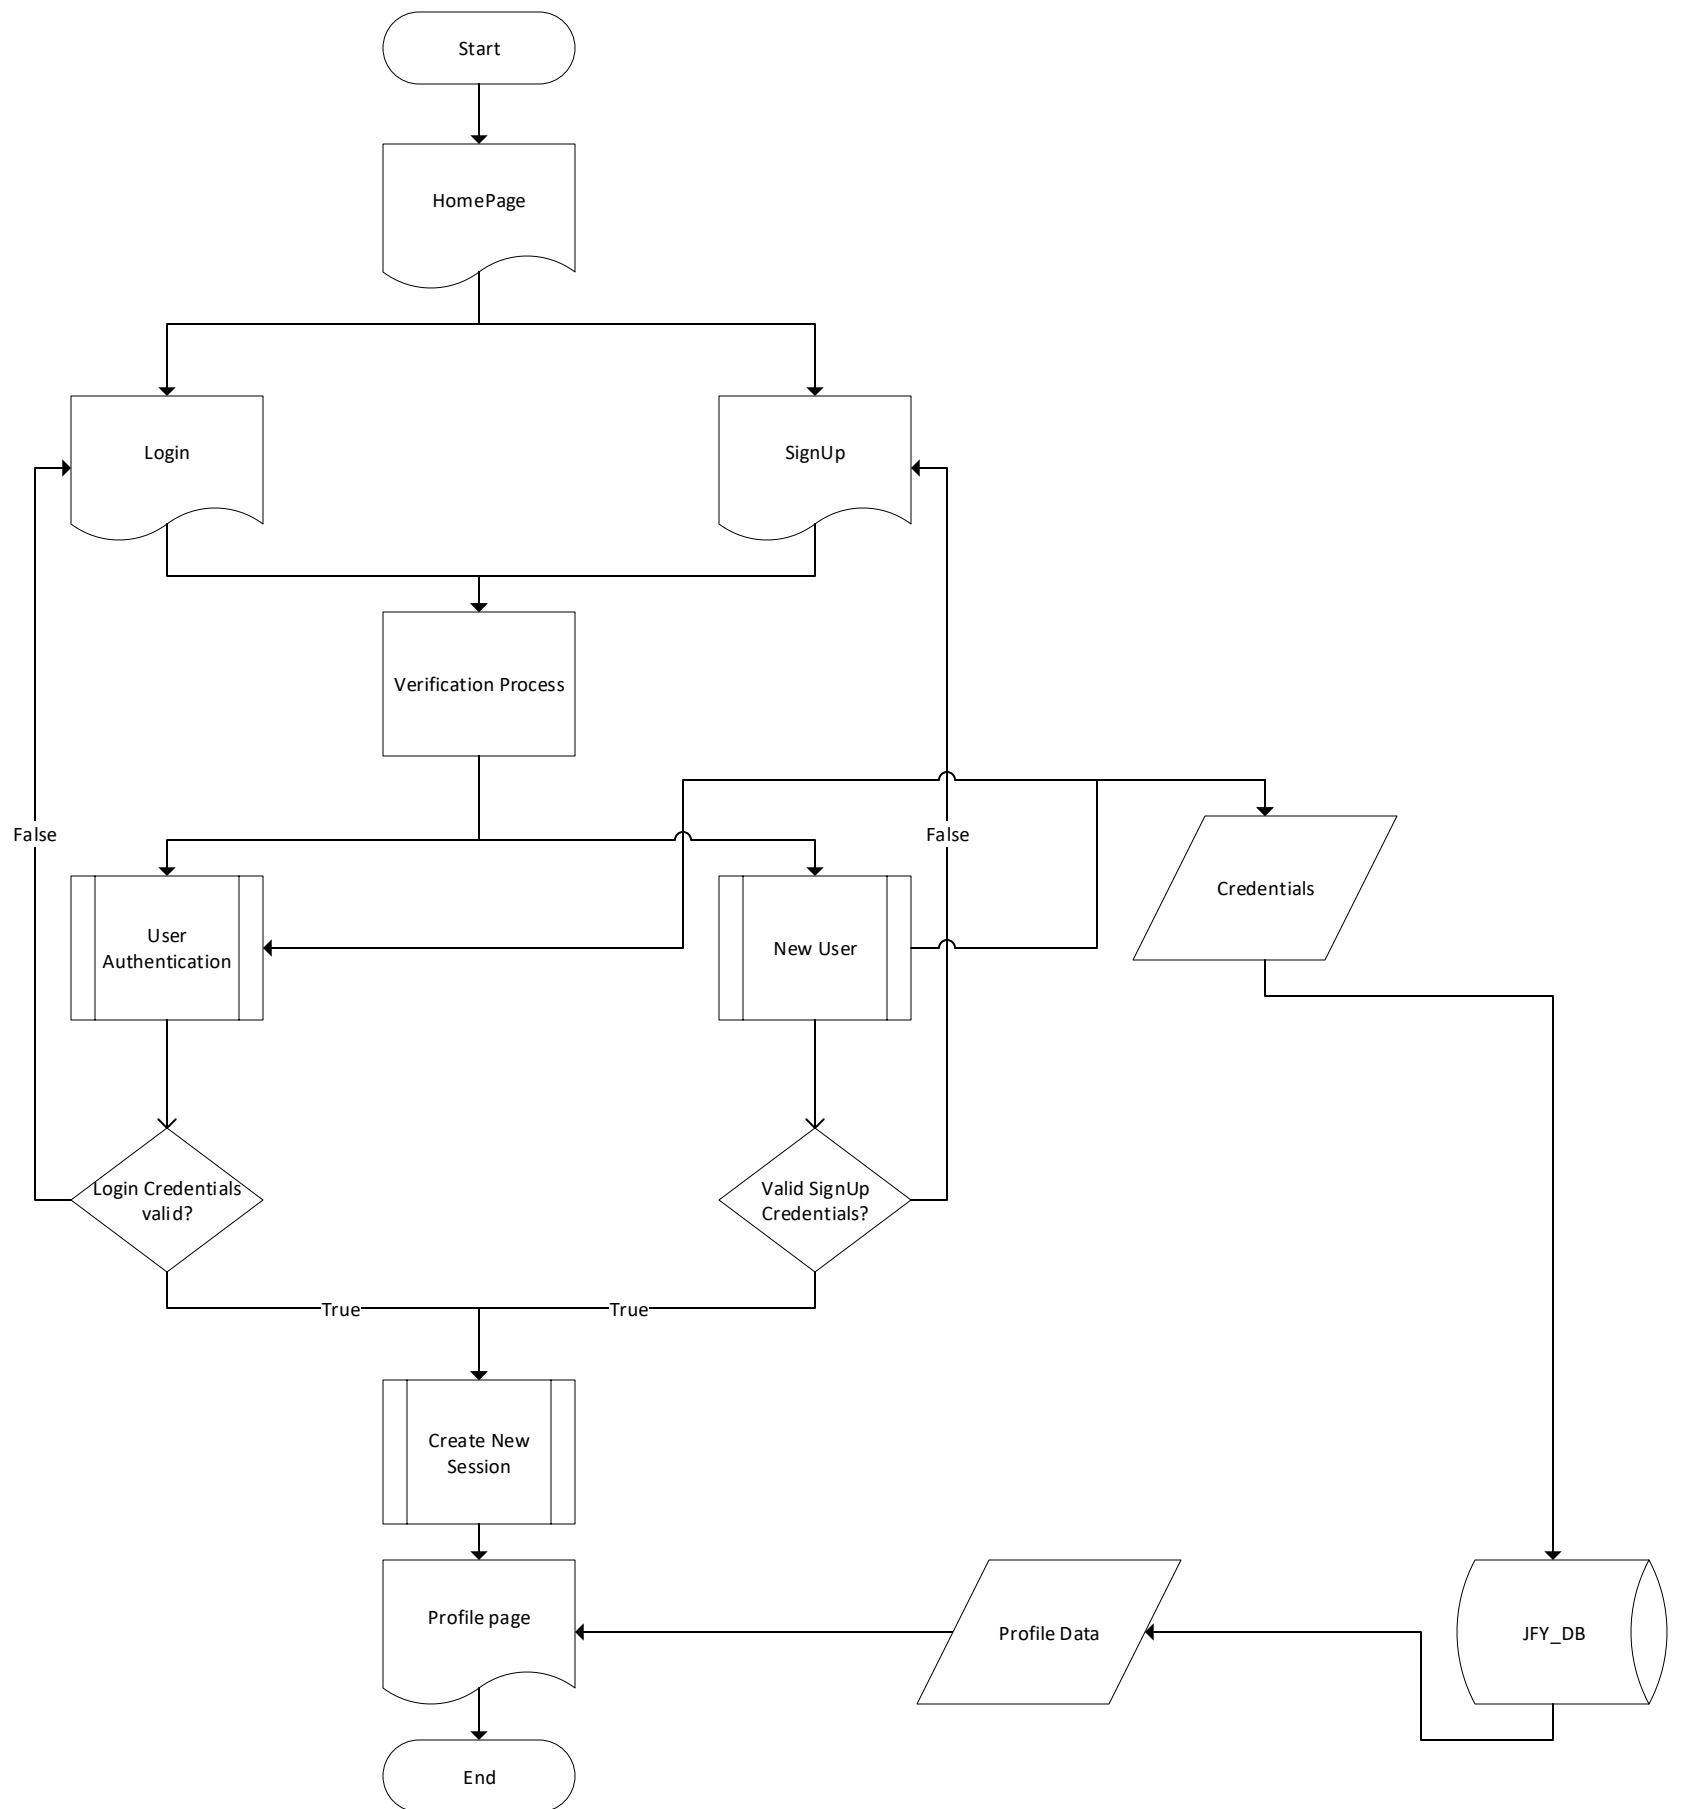 Start
HomePage
Login
SignUp
Verification Process
False
False
Credentials
User
Authentication
New User
Login Credentials
valid?
Valid SignUp
Credentials?
True
True
Create New
Session
Profile page
Profile Data
JFY_DB
End